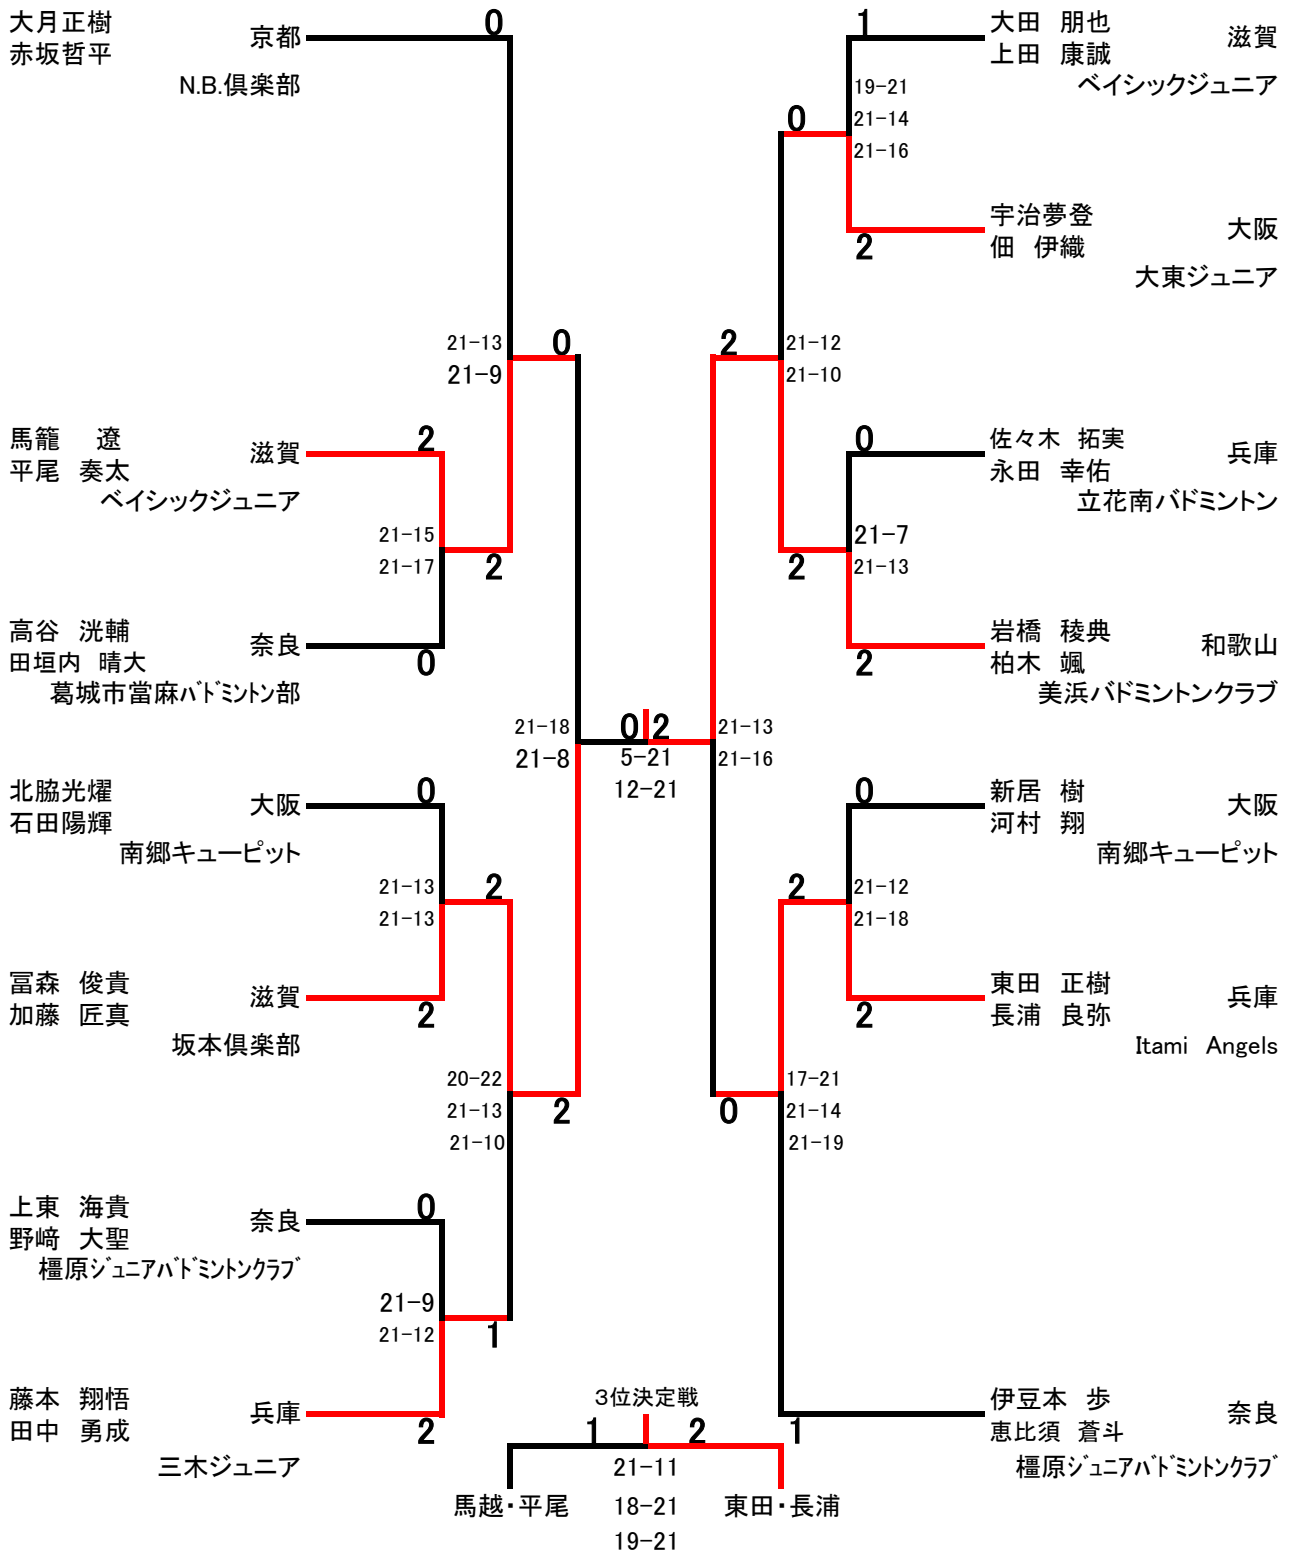 大月正樹
赤坂哲平
京都
N.B.倶楽部
0
21-13
21-9
0
馬籠 遼
平尾 奏太
滋賀
ベイシックジュニア
2
21-15
21-17
2
高谷 洸輔
田垣内 晴大
奈良
葛城市當麻ﾊﾞﾄﾞﾐﾝﾄﾝ部
0
21-18
21-8
北脇光燿
石田陽輝
大阪
南郷キューピット
0
21-13
21-13
2
冨森 俊貴
加藤 匠真
滋賀
坂本倶楽部
2
20-22
21-13
21-10
2
上東 海貴
野﨑 大聖
奈良
橿原ｼﾞｭﾆｱﾊﾞﾄﾞﾐﾝﾄﾝｸﾗﾌﾞ
0
21-9
21-12
1
藤本 翔悟
田中 勇成
兵庫
三木ジュニア
2
0 2
5-21
12-21
1
大田 朋也
上田 康誠
滋賀
ベイシックジュニア
19-21
21-14
21-16
0
宇治夢登
佃 伊織
大阪
大東ジュニア
2
2
21-12
21-10
0
佐々木 拓実
永田 幸佑
兵庫
立花南バドミントン
21-7
21-13
2
岩橋 稜典
柏木 颯
和歌山
美浜バドミントンクラブ
2
21-13
21-16
0
新居 樹
河村 翔
大阪
南郷キューピット
2
21-12
21-18
東田 正樹
長浦 良弥
兵庫
Itami Angels
2
0
17-21
21-14
21-19
伊豆本 歩
恵比須 蒼斗
奈良
橿原ｼﾞｭﾆｱﾊﾞﾄﾞﾐﾝﾄﾝｸﾗﾌﾞ
1
3位決定戦
1 2
21-11
18-21
19-21
馬越・平尾
東田・長浦